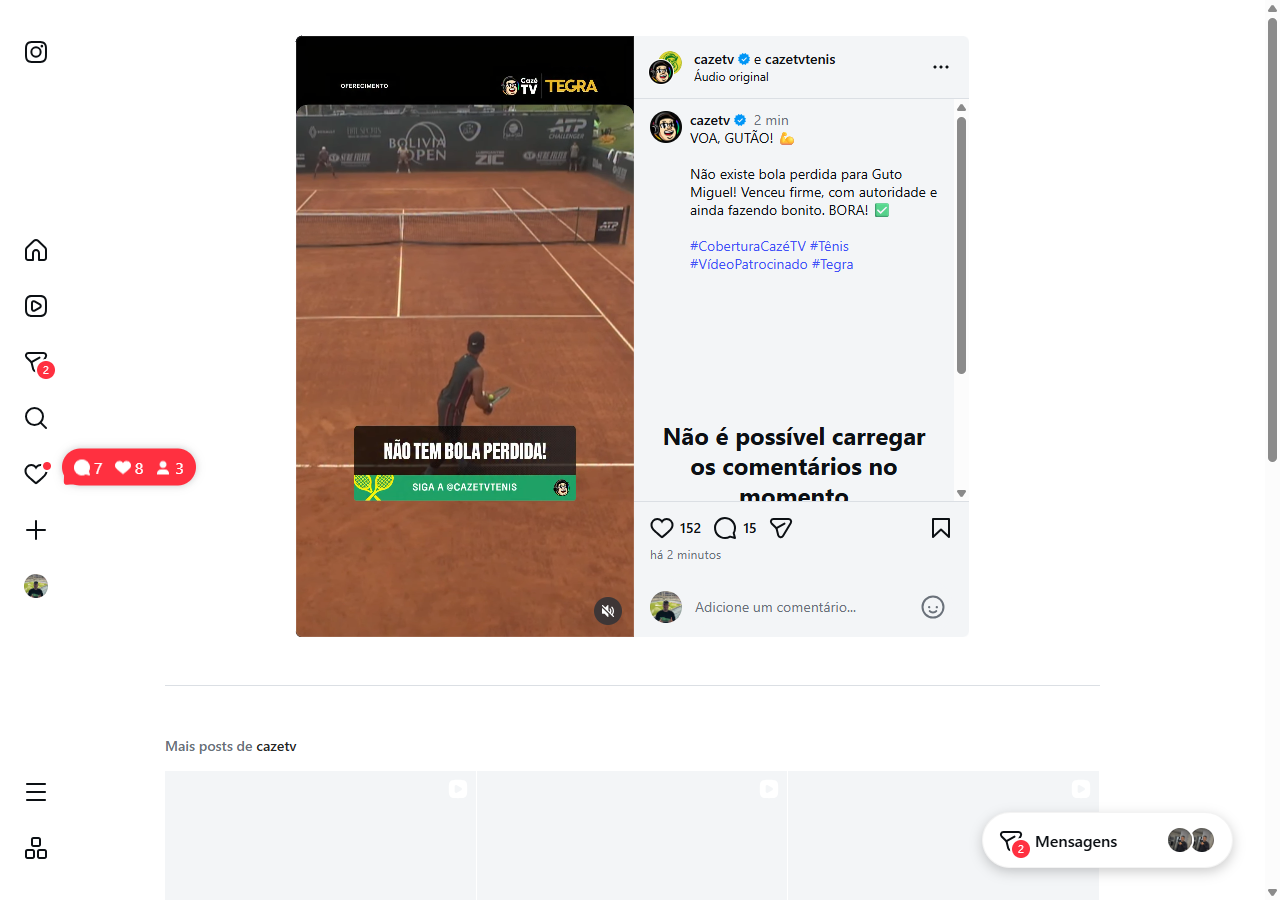 OFERECIMENTO
Cazé
TV
TEGRA
BOLIVIA
OPEN
ATP
CHALLENGER
ZIC
ATP
NÃO TEM BOLA PERDIDA!
SIGA A @CAZETVTENIS
cazetv e cazetvtenis
Áudio original
cazetv 2 min
VOA, GUTÃO! 💪
Não existe bola perdida para Guto
Miguel! Venceu firme, com autoridade e
ainda fazendo bonito. BORA! ✅
#CoberturaCazéTV #Tênis
#VídeoPatrocinado #Tegra
Não é possível carregar
os comentários no
momento
152 15
há 2 minutos
Adicione um comentário...
2
7 8 3
Mais posts de cazetv
2 Mensagens